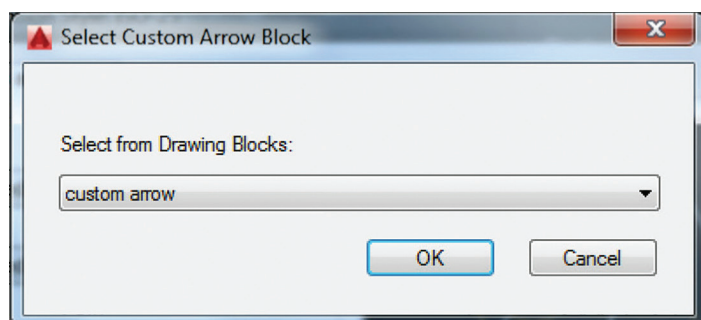 Select Custom Arrow Block
Select from Drawing Blocks:
custom arrow
OK Cancel